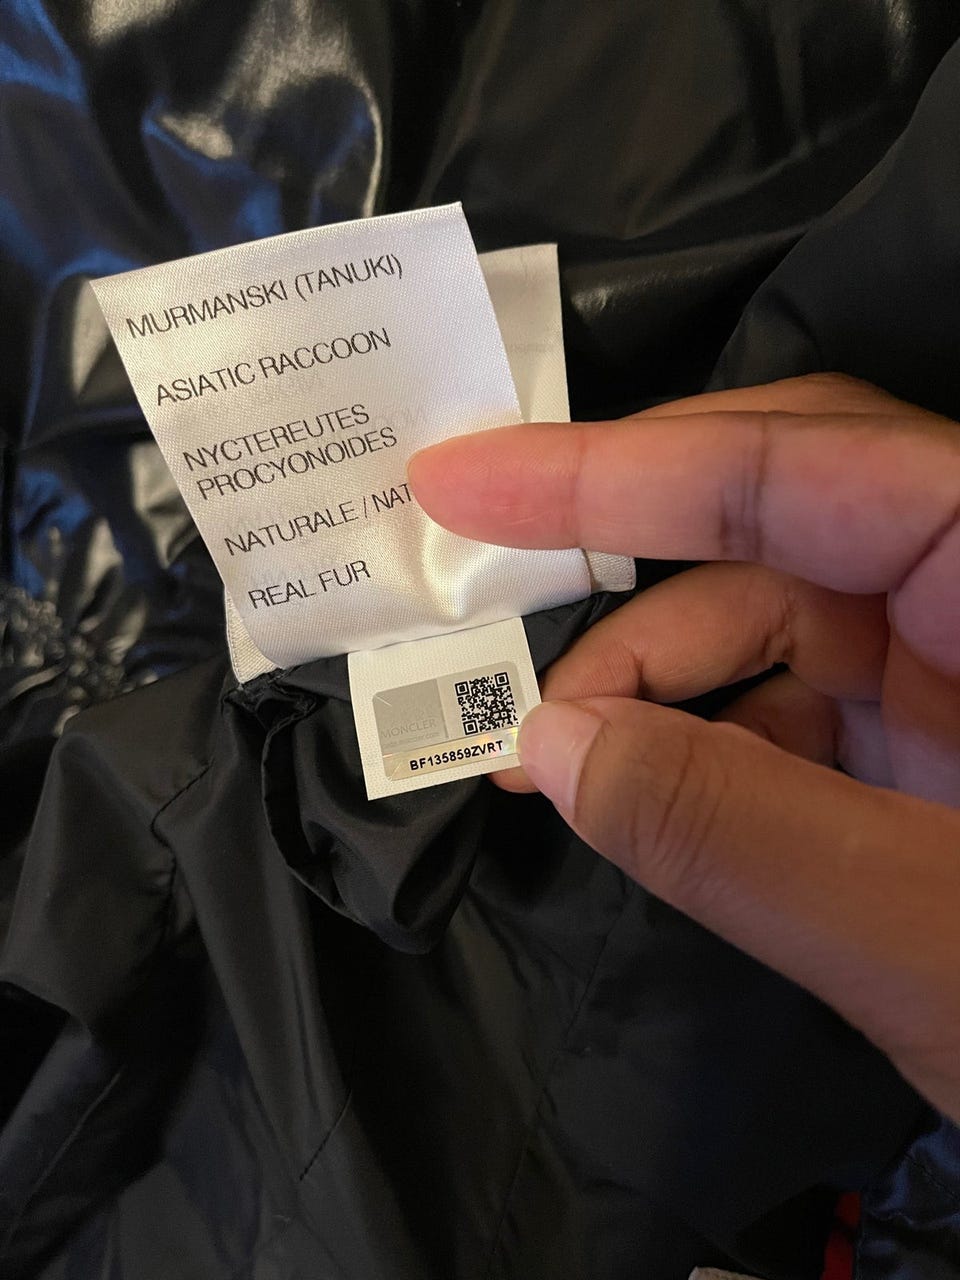 MURMANSKI (TANUKI)
ASIATIC RACCOON
NYCTEREUTES
PROCYONOIDES
NATURALE / NAT
REAL FUR
MONCLER
BF135859ZVRT